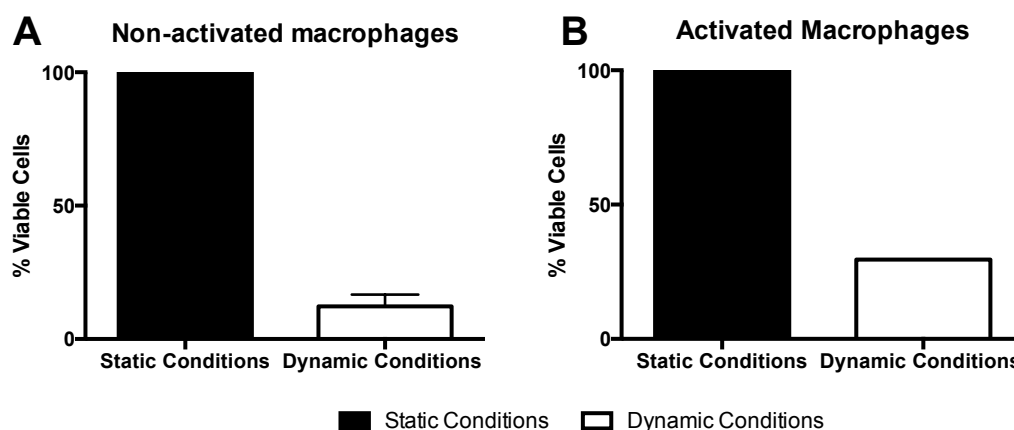 A
Non-activated macrophages
100
50
0
% Viable Cells
Static Conditions Dynamic Conditions
B
Activated Macrophages
100
50
0
% Viable Cells
Static Conditions Dynamic Conditions
Static Conditions Dynamic Conditions